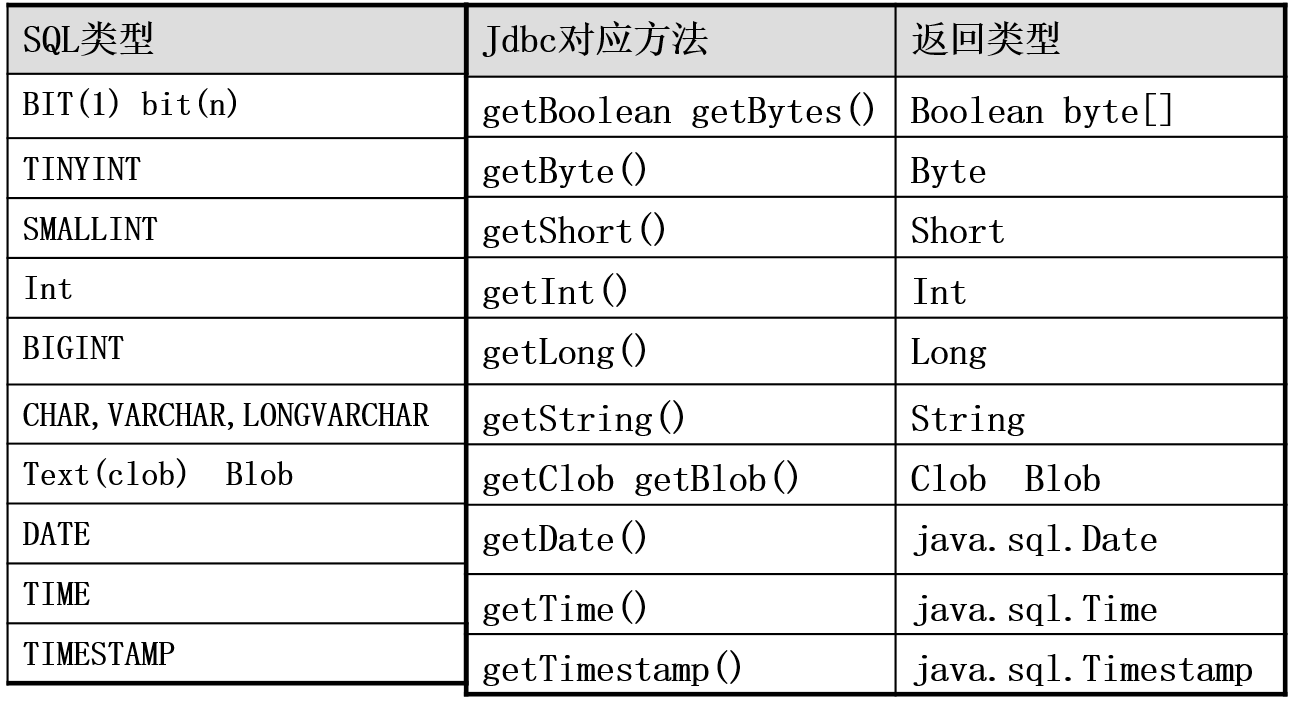 SQL类型 Jdbc对应方法 返回类型
BIT(1) bit(n) getBoolean getBytes() Boolean byte[]
TINYINT getByte() Byte
SMALLINT getShort() Short
Int getInt() Int
BIGINT getLong() Long
CHAR,VARCHAR,LONGVARCHAR getString() String
Text(clob) Blob getClob getBlob() Clob Blob
DATE getDate() java.sql.Date
TIME getTime() java.sql.Time
TIMESTAMP getTimestamp() java.sql.Timestamp